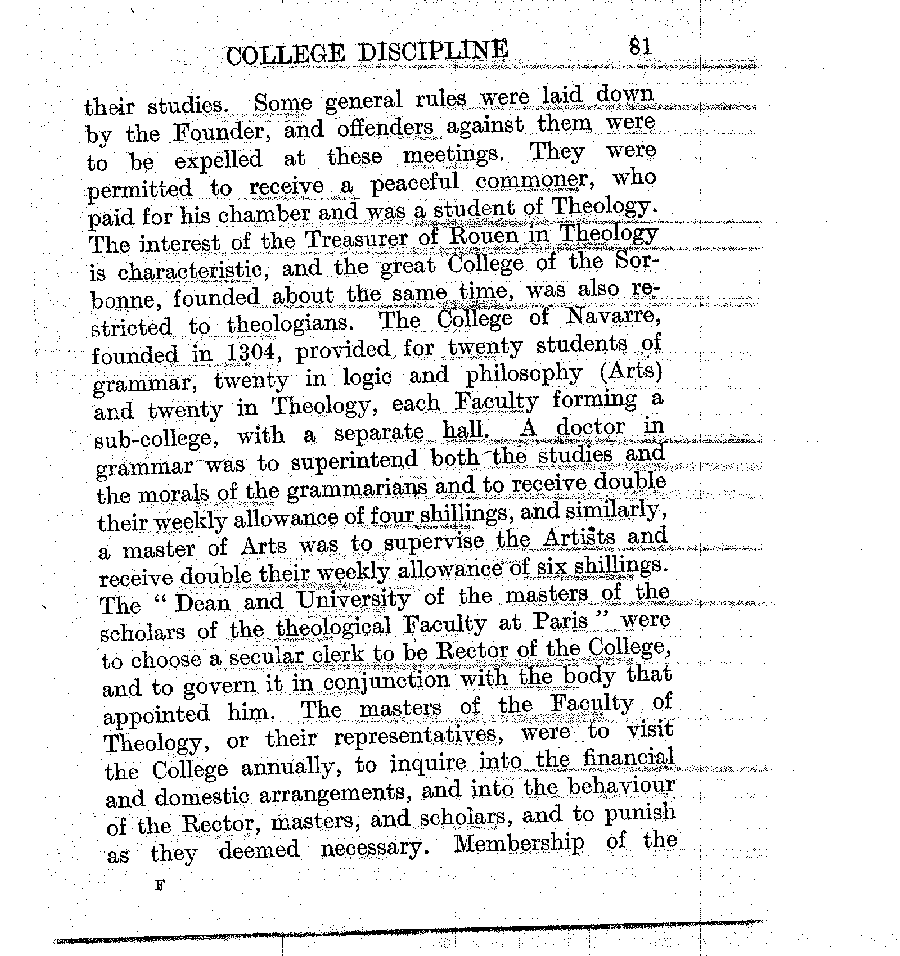 COLLEGE DISCIPLINE 81
their studies. Some general rules were laid down
by the Founder, and offenders against them were
to be expelled at these meetings. They were
permitted to receive a peaceful commoner, who
paid for his chamber and was a student of Theology.
The interest of the Treasurer of Rouen in Theology
is characteristic, and the great College of the Sor-
bonne, founded about the same time, was also re-
stricted to theologians. The College of Navarre,
founded in 1304, provided for twenty students of
grammar, twenty in logic and philosophy (Arts)
and twenty in Theology, each Faculty forming a
sub-college, with a separate hall. A doctor in
grammar was to superintend both the studies and
the morals of the grammarians and to receive double
their weekly allowance of four shillings, and similarly,
a master of Arts was to supervise the Artists and
receive double their weekly allowance of six shillings.
The “ Dean and University of the masters of the
scholars of the theological Faculty at Paris ” were
to choose a secular clerk to be Rector of the College,
and to govern it in conjunction with the body that
appointed him. The masters of the Faculty of
Theology, or their representatives, were to visit
the College annually, to inquire into the financial
and domestic arrangements, and into the behaviour
of the Rector, masters, and scholars, and to punish
as they deemed necessary. Membership of the
F